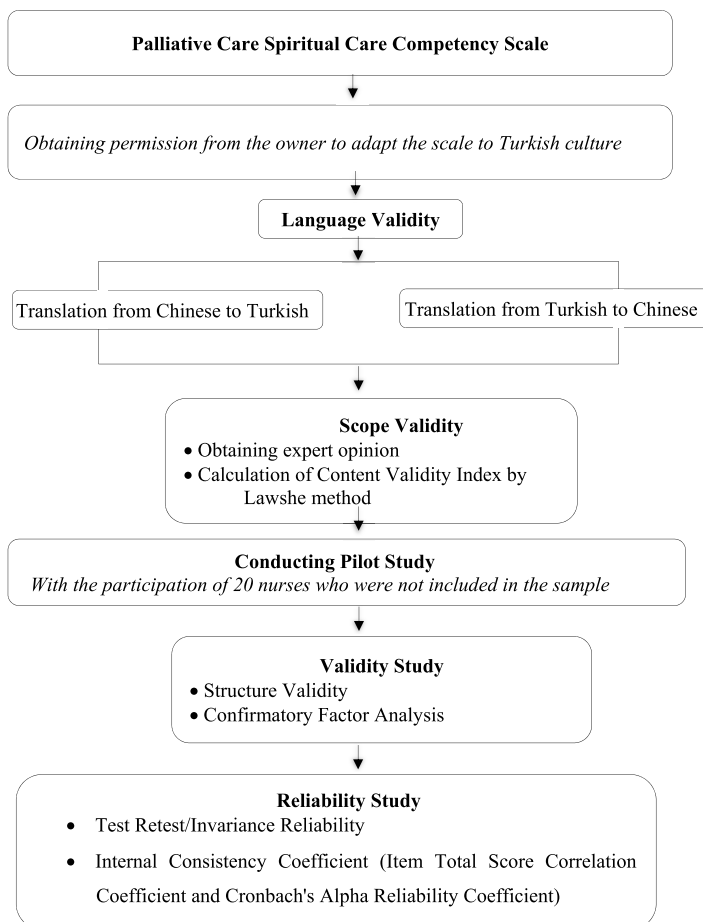 Palliative Care Spiritual Care Competency Scale
Obtaining permission from the owner to adapt the scale to Turkish culture
Language Validity
Translation from Chinese to Turkish
Translation from Turkish to Chinese
Scope Validity
• Obtaining expert opinion
• Calculation of Content Validity Index by
Lawshe method
Conducting Pilot Study
With the participation of 20 nurses who were not included in the sample
Validity Study
• Structure Validity
• Confirmatory Factor Analysis
Reliability Study
• Test Retest/Invariance Reliability
• Internal Consistency Coefficient (Item Total Score Correlation
Coefficient and Cronbach's Alpha Reliability Coefficient)